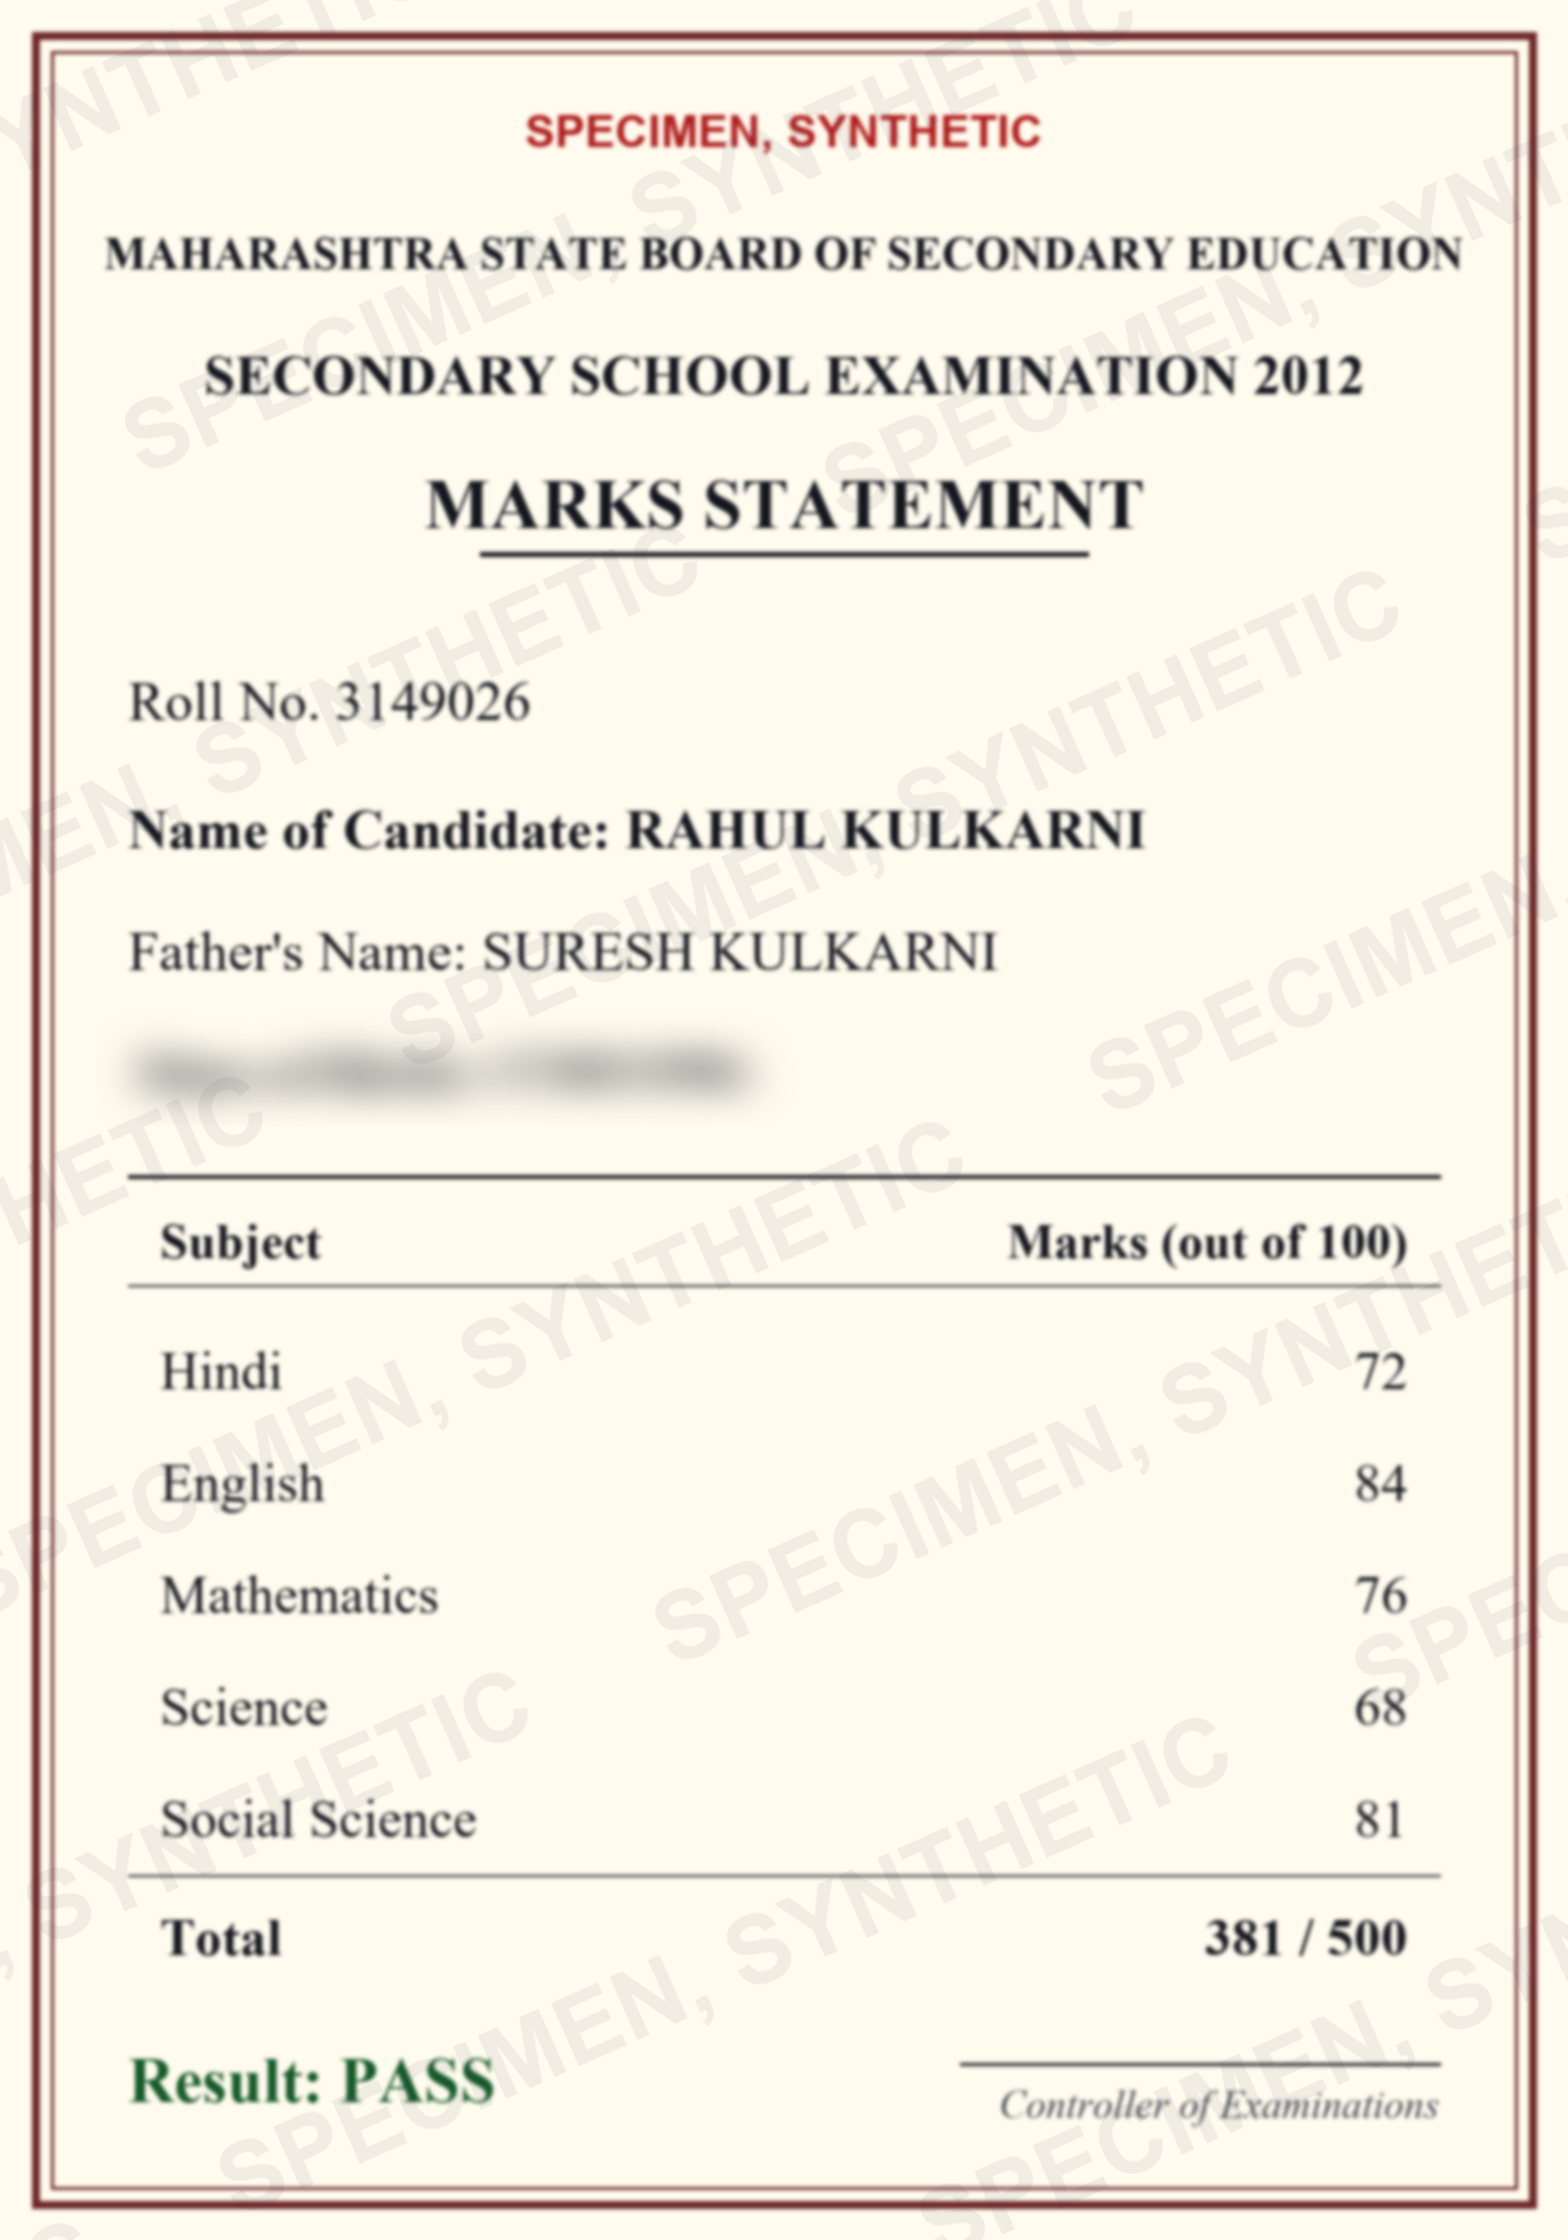 SPECIMEN, SYNTHETIC
MAHARASHTRA STATE BOARD OF SECONDARY EDUCATION
SECONDARY SCHOOL EXAMINATION 2012
MARKS STATEMENT
Roll No. 3149026
Name of Candidate: RAHUL KULKARNI
Father's Name: SURESH KULKARNI
Subject Marks (out of 100)
Hindi 72
English 84
Mathematics 76
Science 68
Social Science 81
Total 381 / 500
Result: PASS
Controller of Examinations